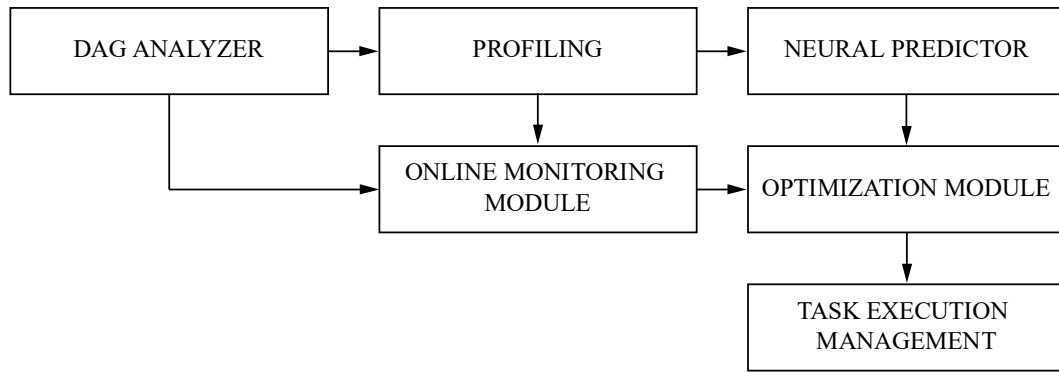 DAG ANALYZER
PROFILING
NEURAL PREDICTOR
ONLINE MONITORING
MODULE
OPTIMIZATION MODULE
TASK EXECUTION
MANAGEMENT